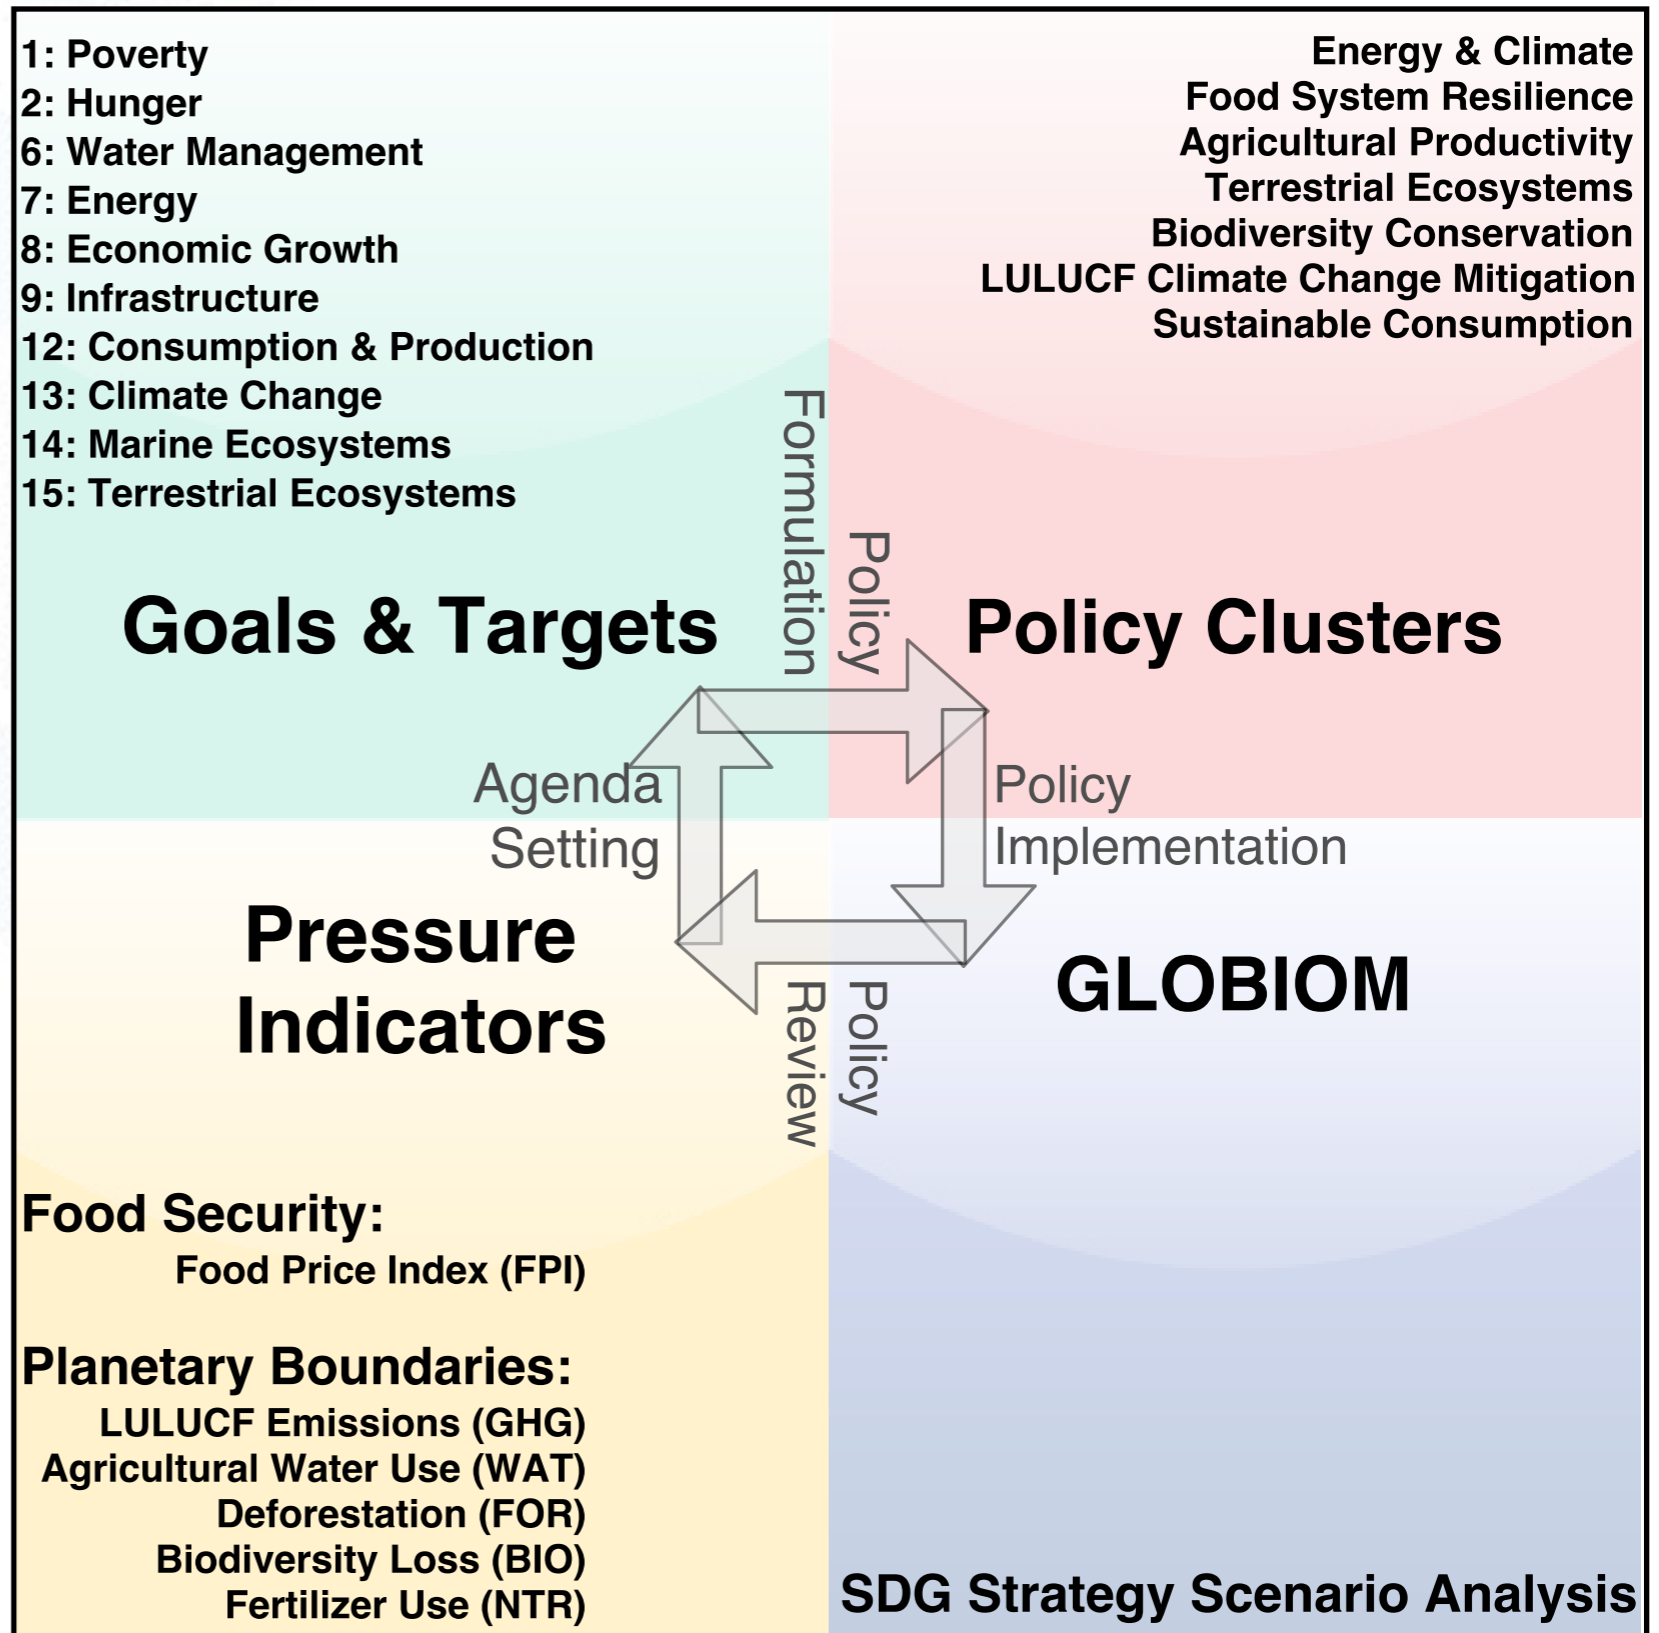 1: Poverty
2: Hunger
6: Water Management
7: Energy
8: Economic Growth
9: Infrastructure
12: Consumption & Production
13: Climate Change
14: Marine Ecosystems
15: Terrestrial Ecosystems
Goals & Targets
Energy & Climate
Food System Resilience
Agricultural Productivity
Terrestrial Ecosystems
Biodiversity Conservation
LULUCF Climate Change Mitigation
Sustainable Consumption
Policy Clusters
Policy
Formulation
Policy
Implementation
GLOBIOM
SDG Strategy Scenario Analysis
Policy
Review
Pressure
Indicators
Food Security:
Food Price Index (FPI)
Planetary Boundaries:
LULUCF Emissions (GHG)
Agricultural Water Use (WAT)
Deforestation (FOR)
Biodiversity Loss (BIO)
Fertilizer Use (NTR)
Agenda
Setting